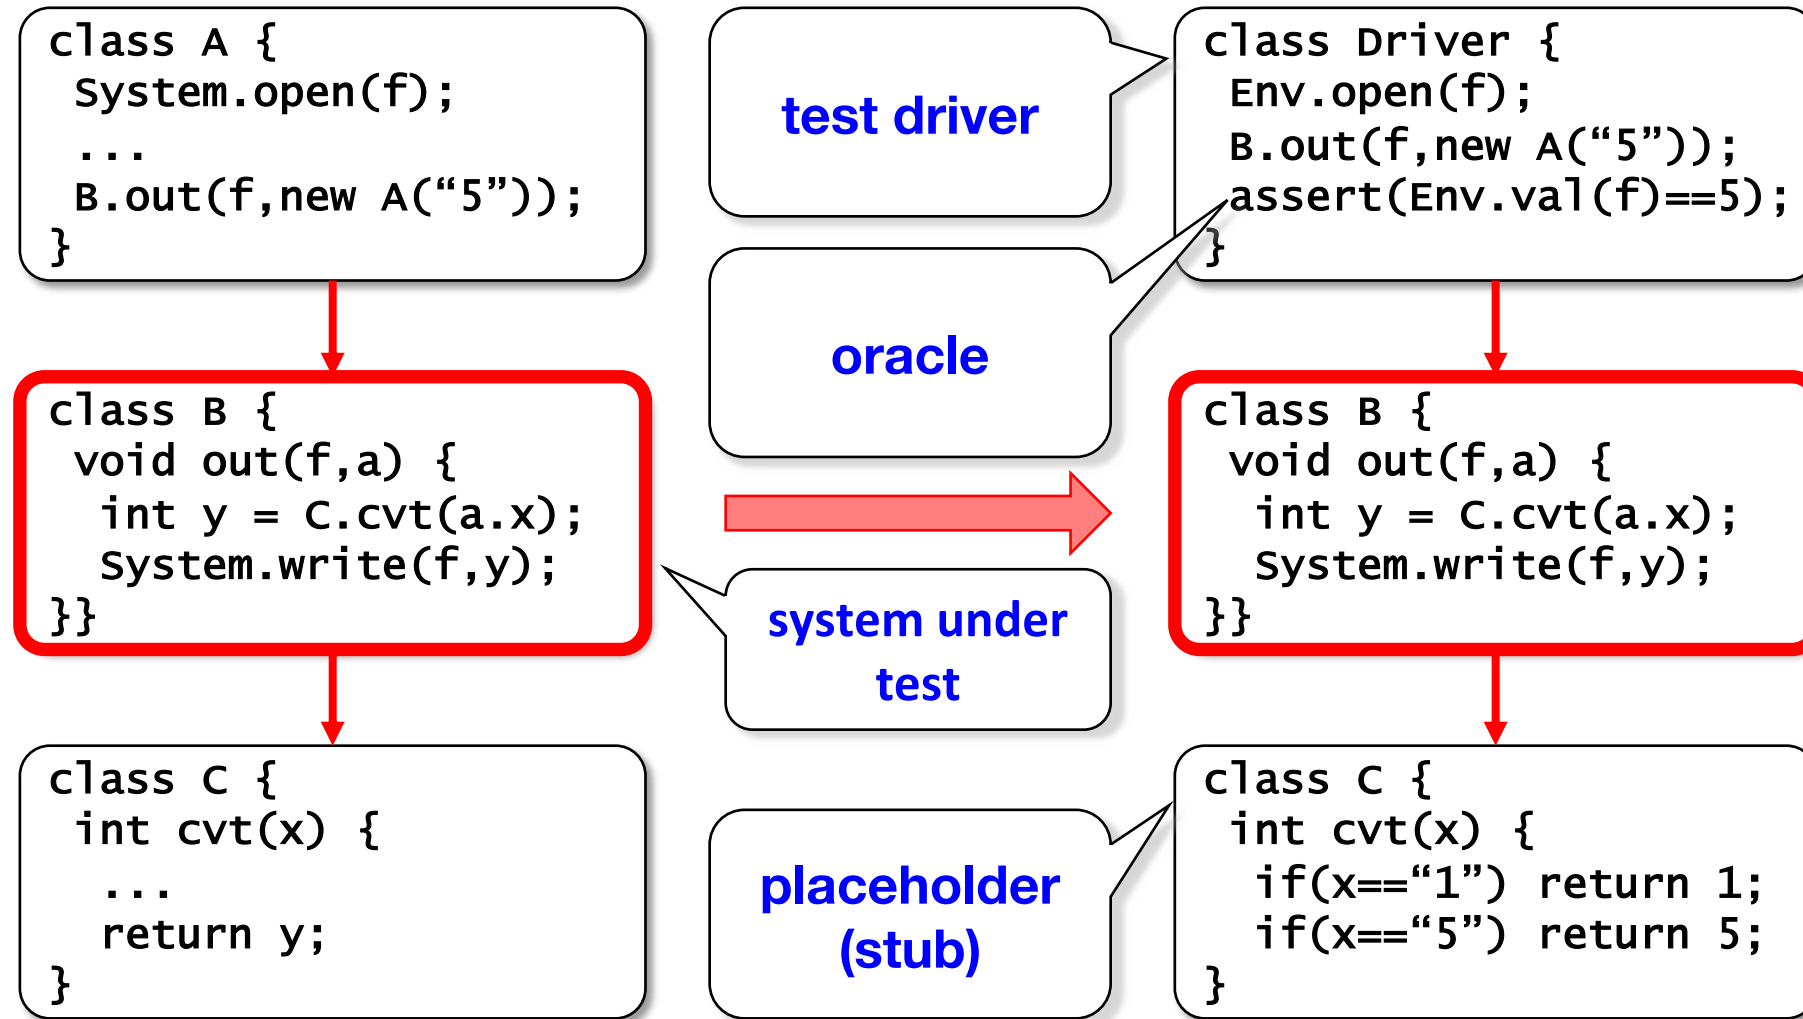 class A {
System.open(f);
...
B.out(f,new A(“5”));
}
class B {
void out(f,a) {
int y = C.cvt(a.x);
System.write(f,y);
}}
class C {
int cvt(x) {
...
return y;
}
test driver
oracle
system under
test
placeholder
(stub)
class Driver {
Env.open(f);
B.out(f,new A(“5”));
assert(Env.val(f)==5);
}
class B {
void out(f,a) {
int y = C.cvt(a.x);
System.write(f,y);
}}
class C {
int cvt(x) {
if(x==“1”) return 1;
if(x==“5”) return 5;
}